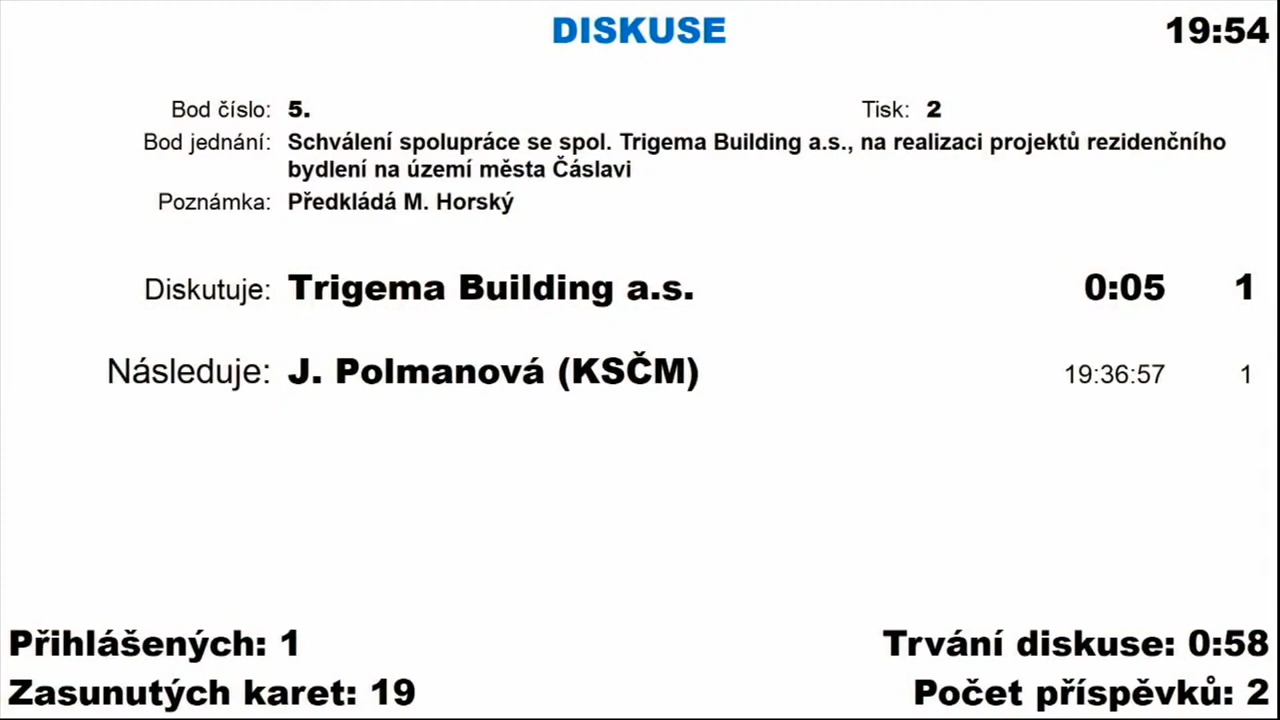 DISKUSE 19:54
Bod číslo: 5. Tisk: 2
Bod jednání: Schválení spolupráce se spol. Trigema Building a.s., na realizaci projektů rezidenčního
bydlení na území města Čáslavi
Poznámka: Předkládá M. Horský
Diskutuje: Trigema Building a.s. 0:05 1
Následuje: J. Polmanová (KSČM) 19:36:57 1
Přihlášených: 1 Trvání diskuse: 0:58
Zasunutých karet: 19 Počet příspěvků: 2